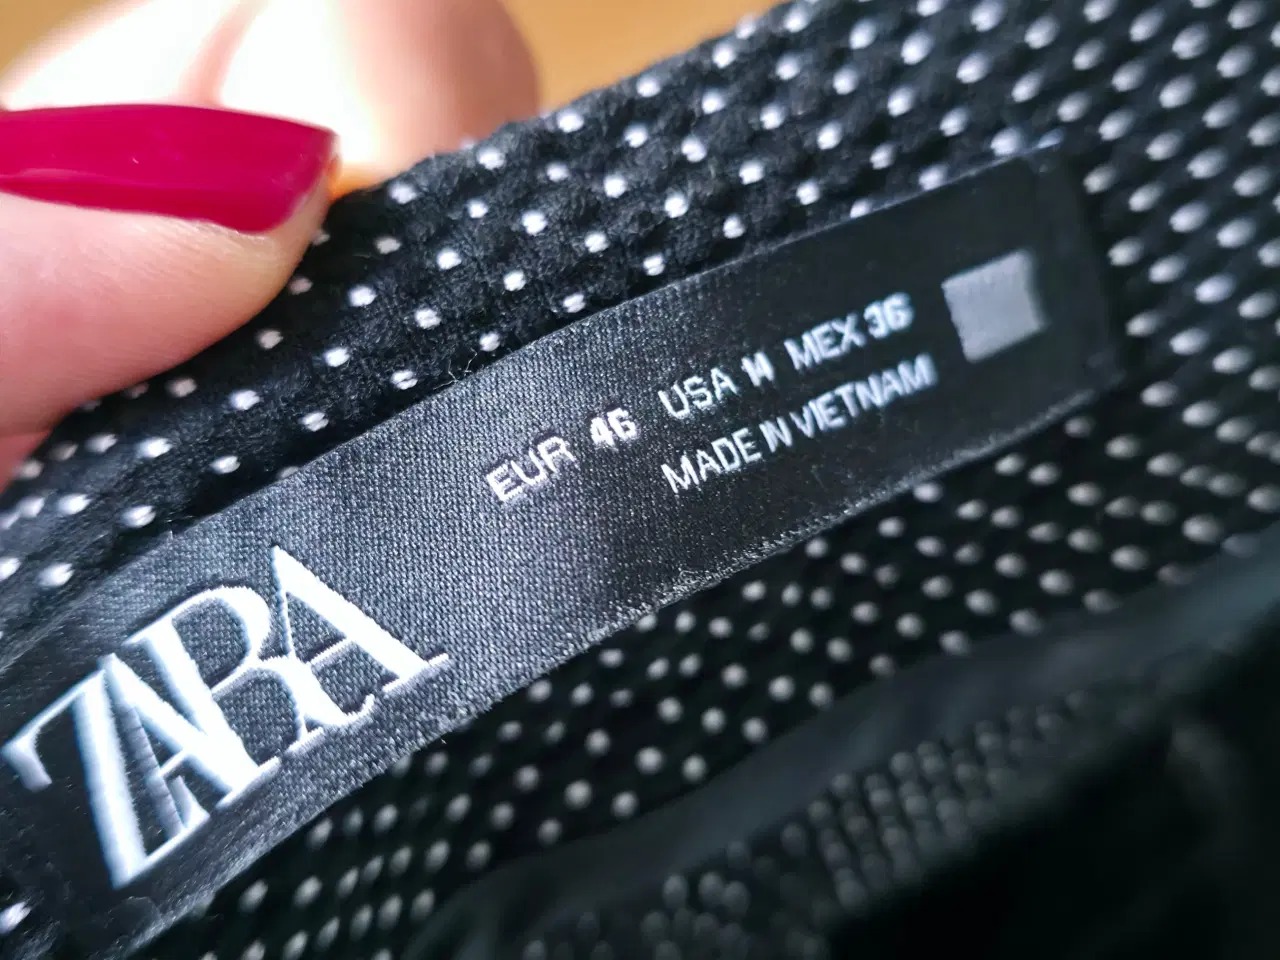 ZARA
EUR 46 USA 14 MEX 36
MADE IN VIETNAM